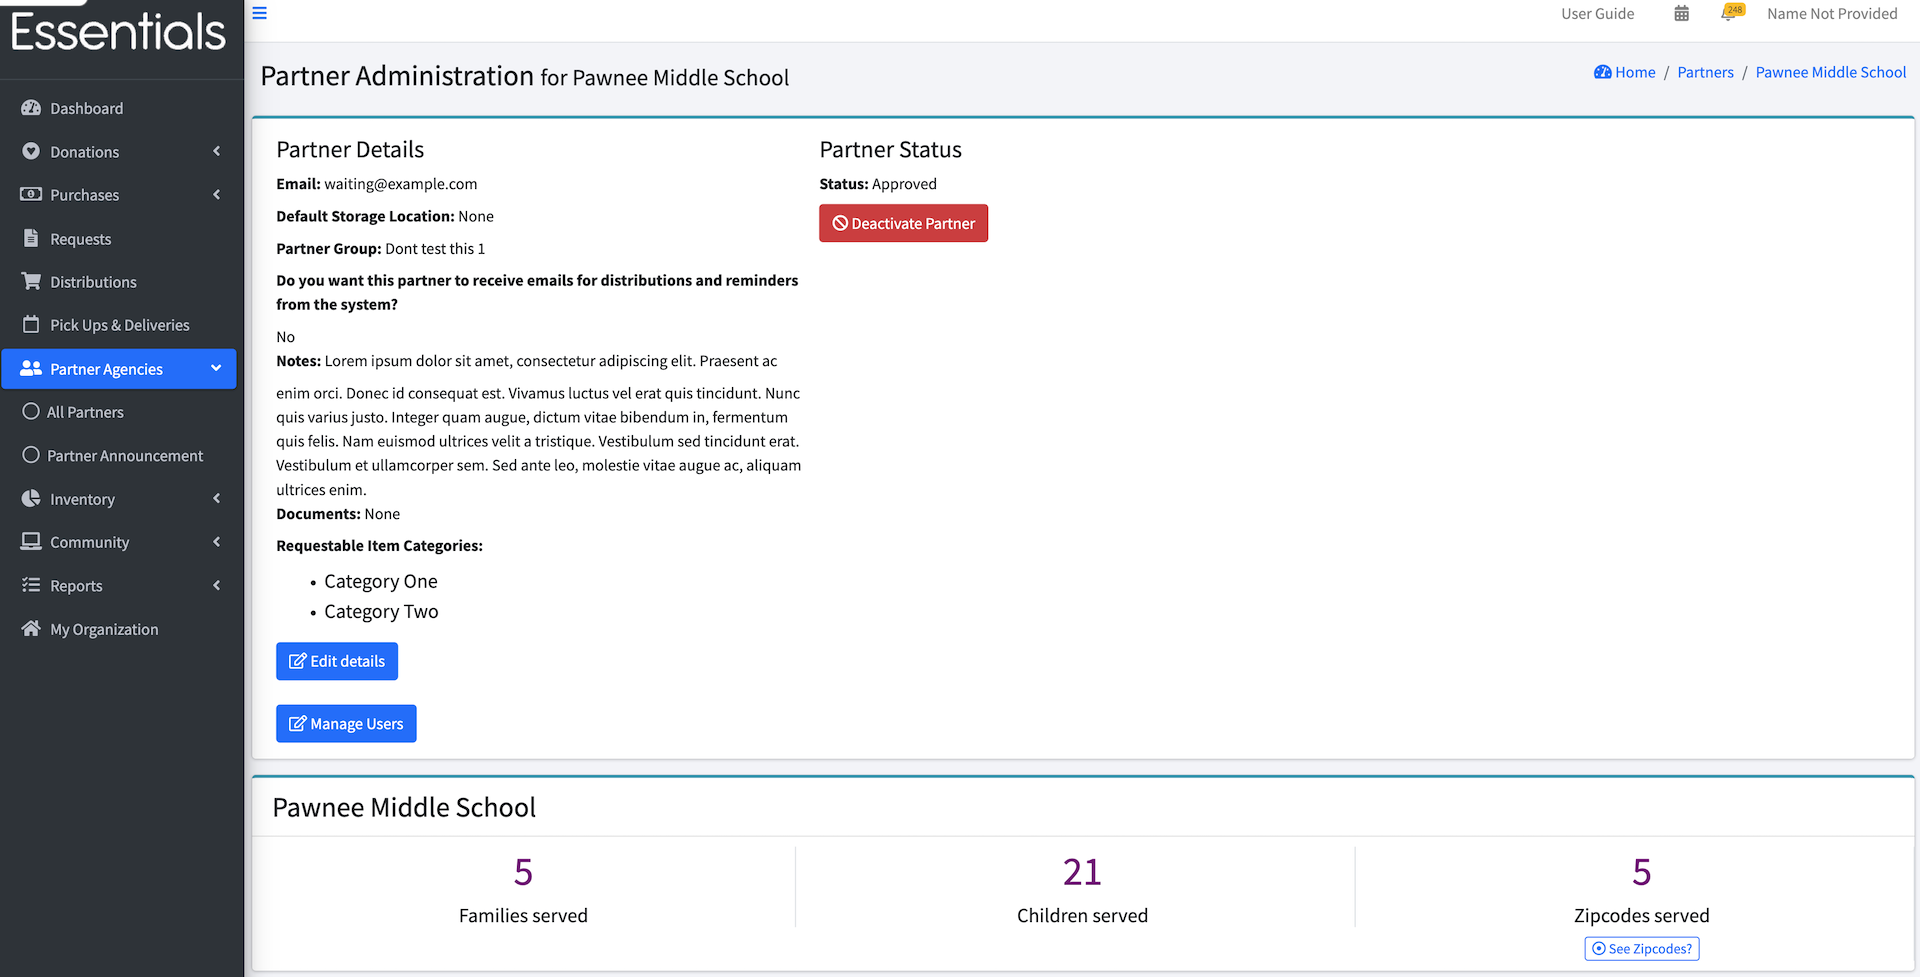 Essentials
User Guide
248
Name Not Provided
Partner Administration for Pawnee Middle School
Home / Partners / Pawnee Middle School
Dashboard
Donations
Purchases
Requests
Distributions
Pick Ups & Deliveries
Partner Agencies
All Partners
Partner Announcement
Inventory
Community
Reports
My Organization
Partner Details
Email: waiting@example.com
Default Storage Location: None
Partner Group: Dont test this 1
Do you want this partner to receive emails for distributions and reminders
from the system?
No
Notes: Lorem ipsum dolor sit amet, consectetur adipiscing elit. Praesent ac
enim orci. Donec id consequat est. Vivamus luctus vel erat quis tincidunt. Nunc
quis varius justo. Integer quam augue, dictum vitae bibendum in, fermentum
quis felis. Nam euismod ultrices velit a tristique. Vestibulum sed tincidunt erat.
Vestibulum et ullamcorper sem. Sed ante leo, molestie vitae augue ac, aliquam
ultrices enim.
Documents: None
Requestable Item Categories:
• Category One
• Category Two
Edit details
Manage Users
Partner Status
Status: Approved
Deactivate Partner
Pawnee Middle School
5
Families served
21
Children served
5
Zipcodes served
See Zipcodes?